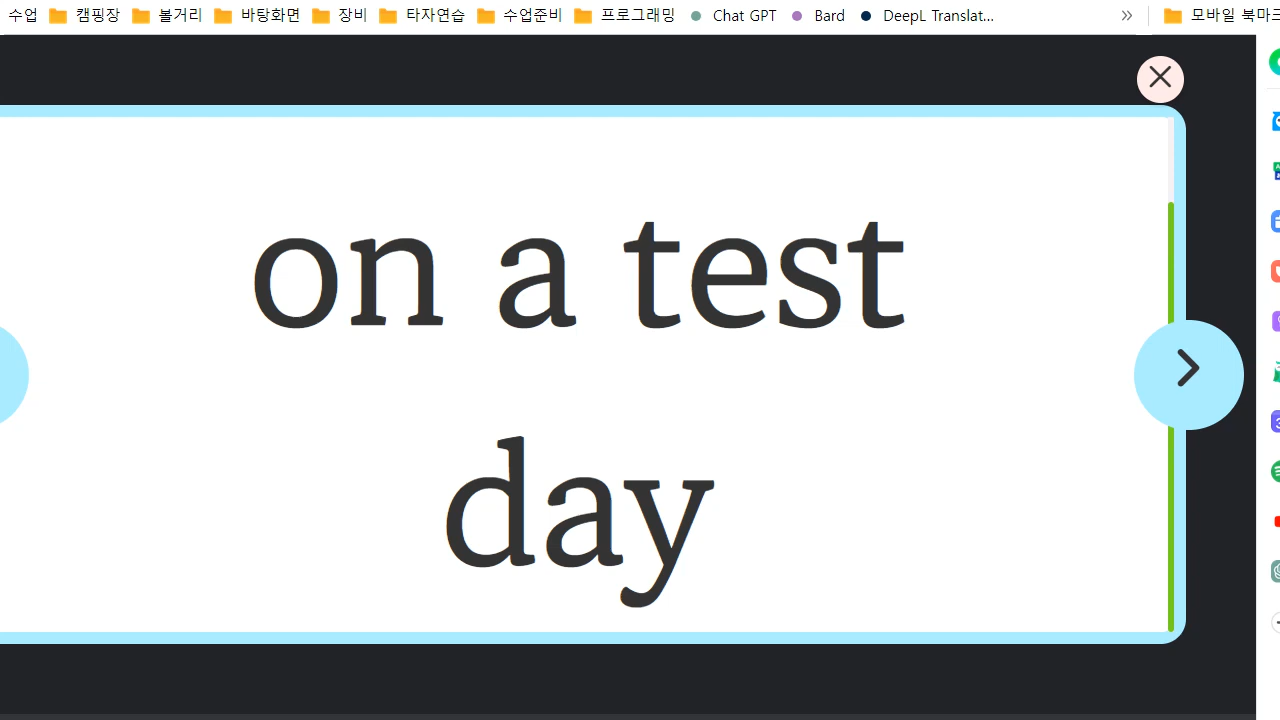 수업 캠핑장 볼거리 바탕화면 장비 타자연습 수업준비 프로그래밍 Chat GPT Bard DeepL Translat... » 모바일 북마크
on a test
day